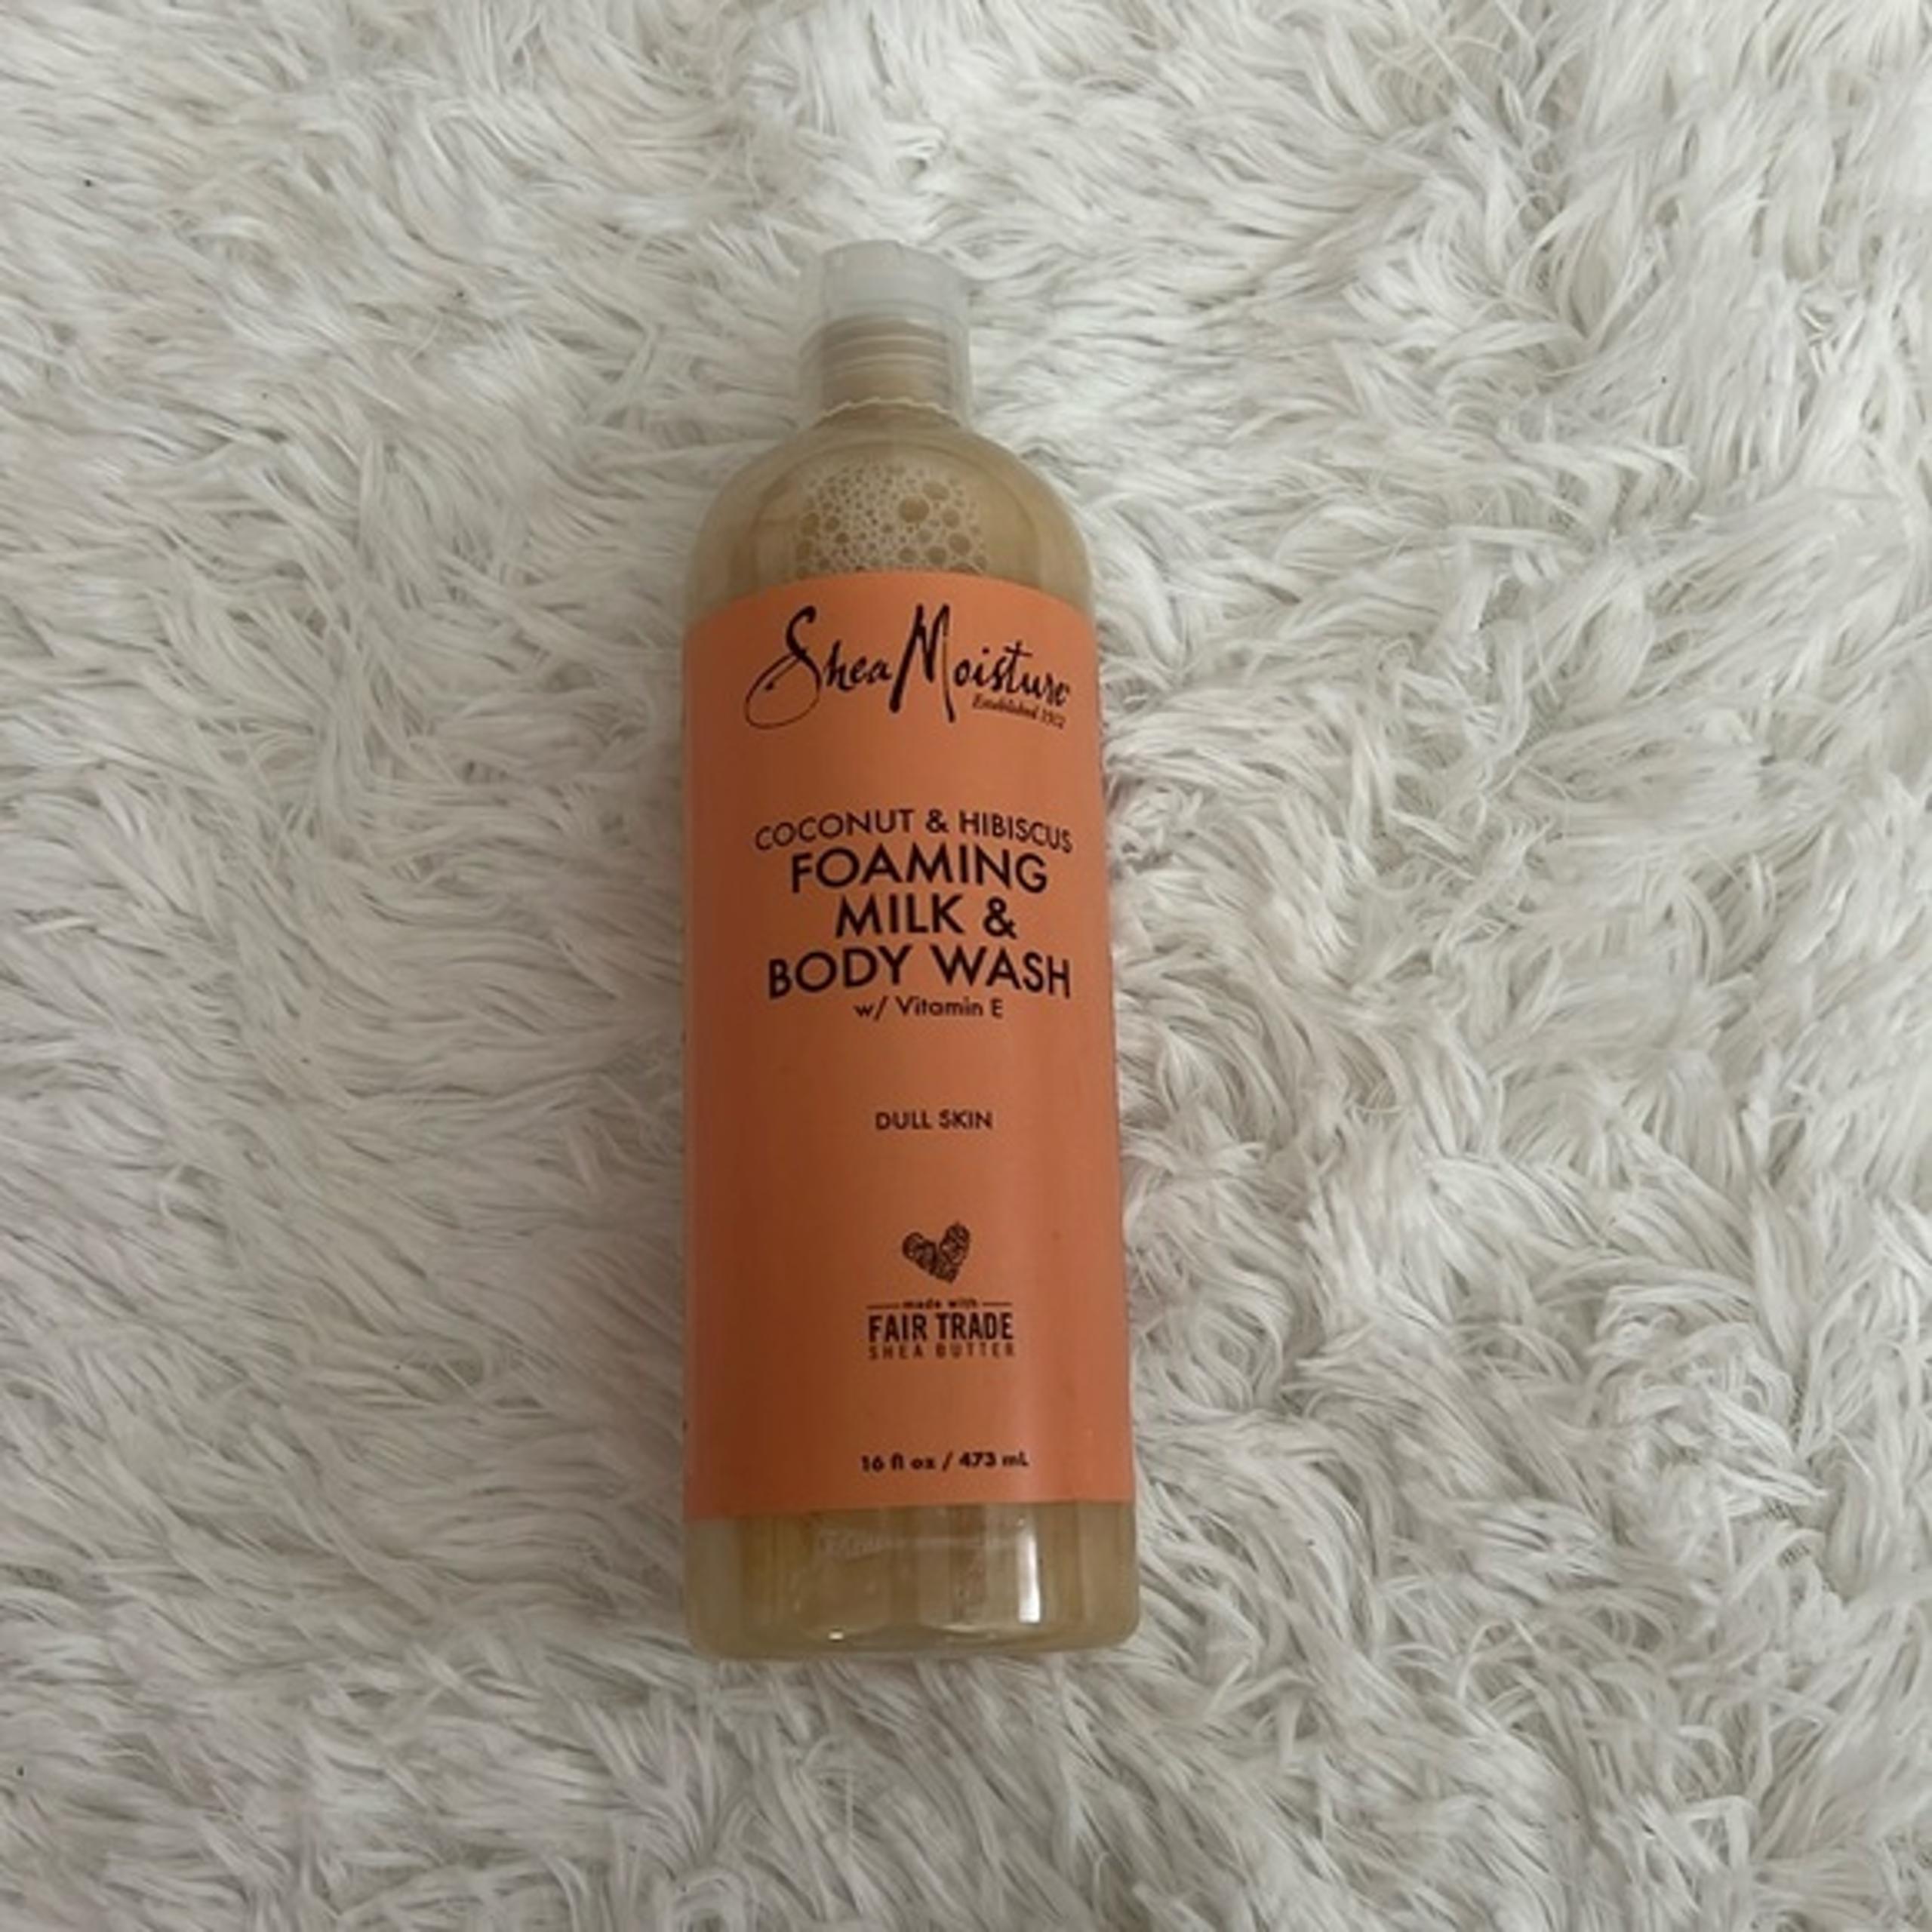 SheaMoisture
Established 1912
COCONUT & HIBISCUS
FOAMING
MILK &
BODY WASH
w/ Vitamin E
DULL SKIN
made with
FAIR TRADE
SHEA BUTTER
16 fl oz / 473 mL